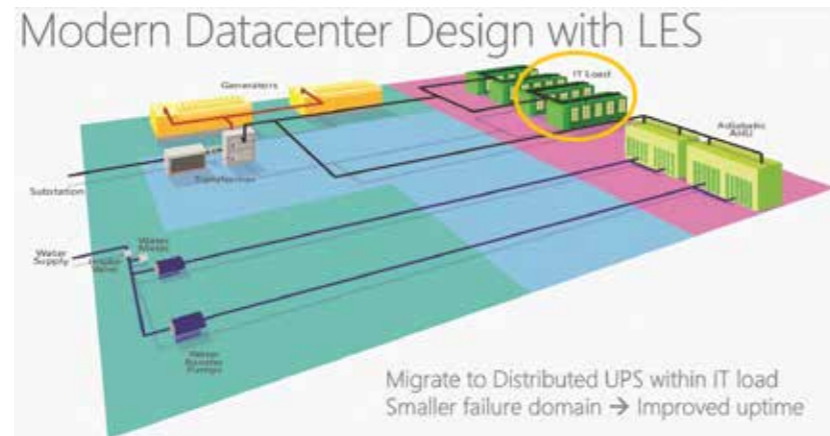 Modern Datacenter Design with LES
Generators
IT Load
Adiabatic
AHU
Transformer
Substation
Water
Supply
Water
Meter
Valve
Water
Booster
Pumps
Migrate to Distributed UPS within IT load
Smaller failure domain → Improved uptime